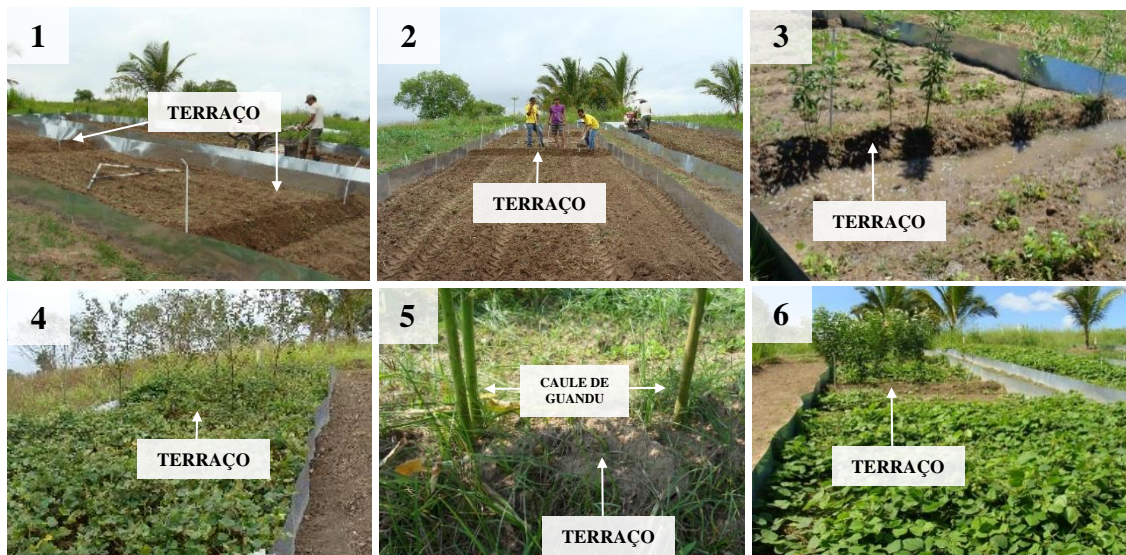 1
TERRAÇO
2
TERRAÇO
3
TERRAÇO
4
TERRAÇO
5
CAULE DE
GUANDU
TERRAÇO
6
TERRAÇO